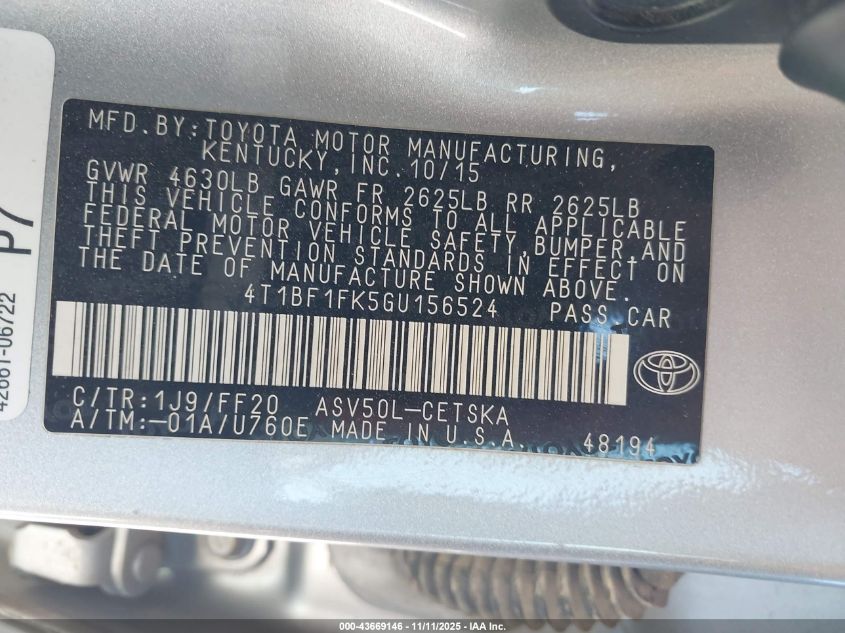 MFD.BY:TOYOTA MOTOR MANUFACTURING,
KENTUCKY,INC.10/15
GVWR 4630LB GAWR FR 2625LB RR 2625LB
THIS VEHICLE CONFORMS TO ALL APPLICABLE
FEDERAL MOTOR VEHICLE SAFETY,BUMPER,AND
THEFT PREVENTION STANDARDS IN EFFECT ON
THE DATE OF MANUFACTURE SHOWN ABOVE.
4T1BF1FK5GU156524 PASS CAR
C/TR:1J9/FF20 ASV50L-CETSKA
A/TM:-01A/U760E MADE IN U.S.A. 48194
P7
42661-06722
000-43669146 - 11/11/2025 - IAA Inc.